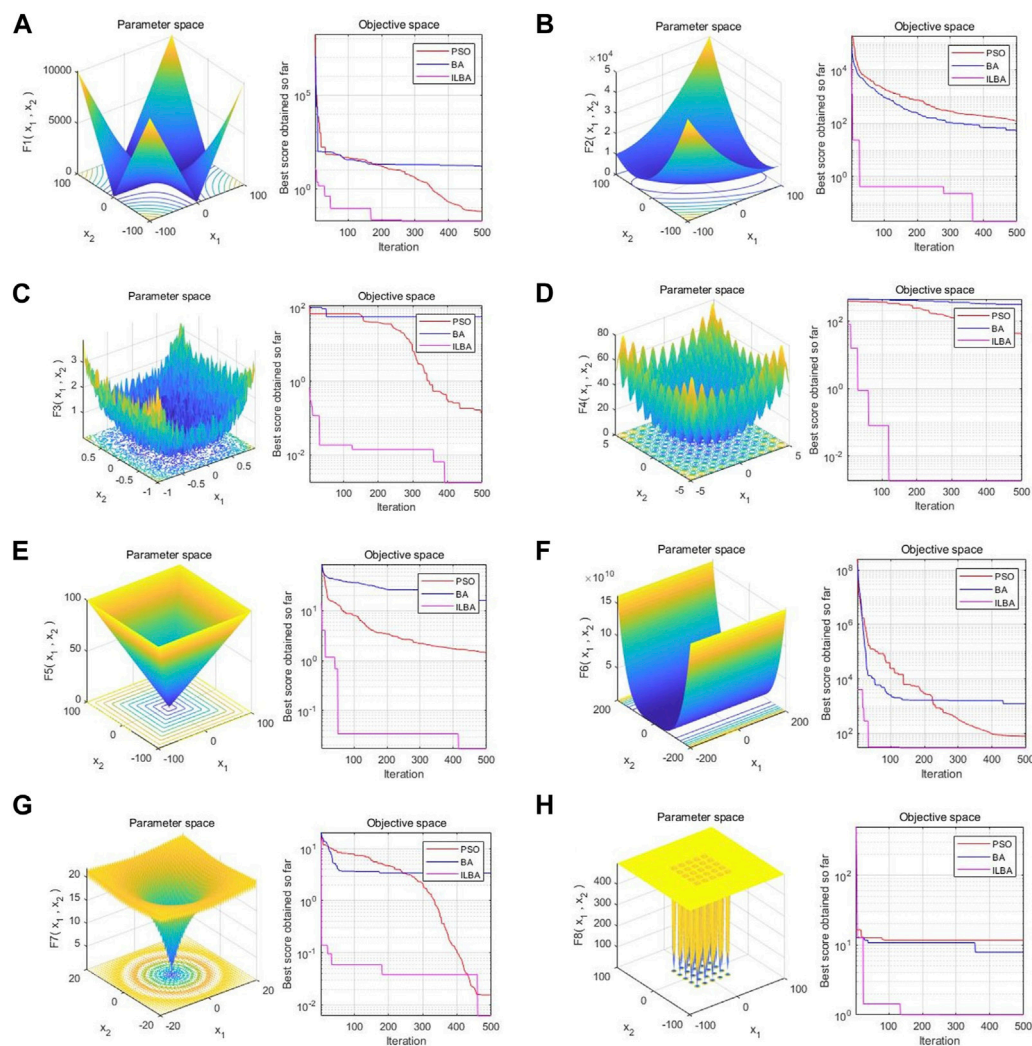 A
Parameter space
F1( x1 , x2 )
10000
5000
0
100
0
-100
x2
-100
0
100
x1
Objective space
Best score obtained so far
10^5
10^0
PSO
BA
ILBA
100 200 300 400 500
Iteration
B
Parameter space
F2( x1 , x2 )
×10^4
5
4
3
2
1
0
100
0
-100
x2
-100
0
100
x1
Objective space
Best score obtained so far
10^4
10^2
10^0
PSO
BA
ILBA
100 200 300 400 500
Iteration
C
Parameter space
F3( x1 , x2 )
3
2
1
0.5
0
-0.5
-1
x2
-1
-0.5
0
0.5
x1
Objective space
Best score obtained so far
10^2
10^0
10^-2
PSO
BA
ILBA
100 200 300 400 500
Iteration
D
Parameter space
F4( x1 , x2 )
80
60
40
20
0
5
0
-5
x2
-5
0
5
x1
Objective space
Best score obtained so far
10^2
10^0
10^-2
PSO
BA
ILBA
100 200 300 400 500
Iteration
E
Parameter space
F5( x1 , x2 )
100
50
0
100
0
-100
x2
-100
0
100
x1
Objective space
Best score obtained so far
10^1
10^0
10^-1
PSO
BA
ILBA
100 200 300 400 500
Iteration
F
Parameter space
F6( x1 , x2 )
×10^10
15
10
5
0
200
0
-200
x2
-200
0
200
x1
Objective space
Best score obtained so far
10^8
10^6
10^4
10^2
PSO
BA
ILBA
100 200 300 400 500
Iteration
G
Parameter space
F7( x1 , x2 )
20
15
10
5
20
0
-20
x2
-20
0
20
x1
Objective space
Best score obtained so far
10^1
10^0
10^-1
10^-2
PSO
BA
ILBA
100 200 300 400 500
Iteration
H
Parameter space
F8( x1 , x2 )
400
300
200
100
100
0
-100
x2
-100
0
100
x1
Objective space
Best score obtained so far
10^2
10^1
10^0
PSO
BA
ILBA
100 200 300 400 500
Iteration